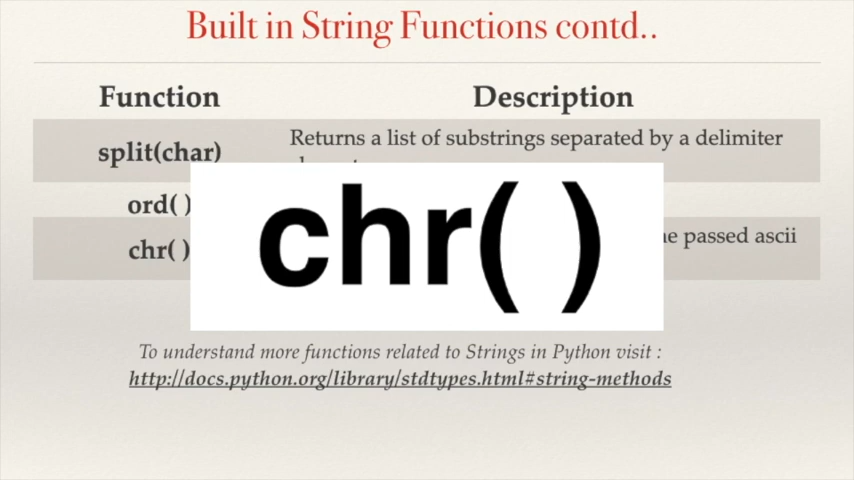 Built in String Functions contd..
Function Description
split(char) Returns a list of substrings separated by a delimiter
ord( )
chr( ) passed ascii
chr( )
To understand more functions related to Strings in Python visit :
http://docs.python.org/library/stdtypes.html#string-methods